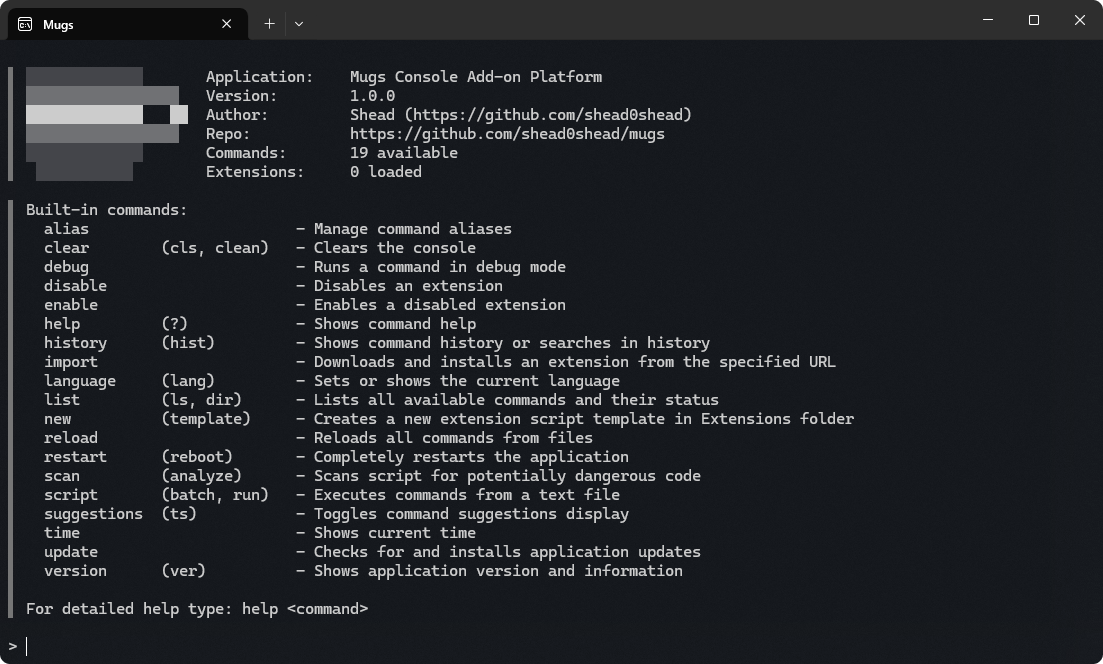 Mugs
Application: Mugs Console Add-on Platform
Version: 1.0.0
Author: Shead (https://github.com/shead0shead)
Repo: https://github.com/shead0shead/mugs
Commands: 19 available
Extensions: 0 loaded
Built-in commands:
alias - Manage command aliases
clear (cls, clean) - Clears the console
debug - Runs a command in debug mode
disable - Disables an extension
enable - Enables a disabled extension
help (?) - Shows command help
history (hist) - Shows command history or searches in history
import - Downloads and installs an extension from the specified URL
language (lang) - Sets or shows the current language
list (ls, dir) - Lists all available commands and their status
new (template) - Creates a new extension script template in Extensions folder
reload - Reloads all commands from files
restart (reboot) - Completely restarts the application
scan (analyze) - Scans script for potentially dangerous code
script (batch, run) - Executes commands from a text file
suggestions (ts) - Toggles command suggestions display
time - Shows current time
update - Checks for and installs application updates
version (ver) - Shows application version and information
For detailed help type: help <command>
>